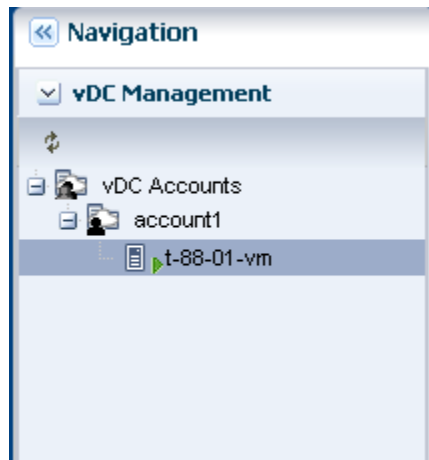 Navigation
vDC Management
vDC Accounts
account1
t-88-01-vm